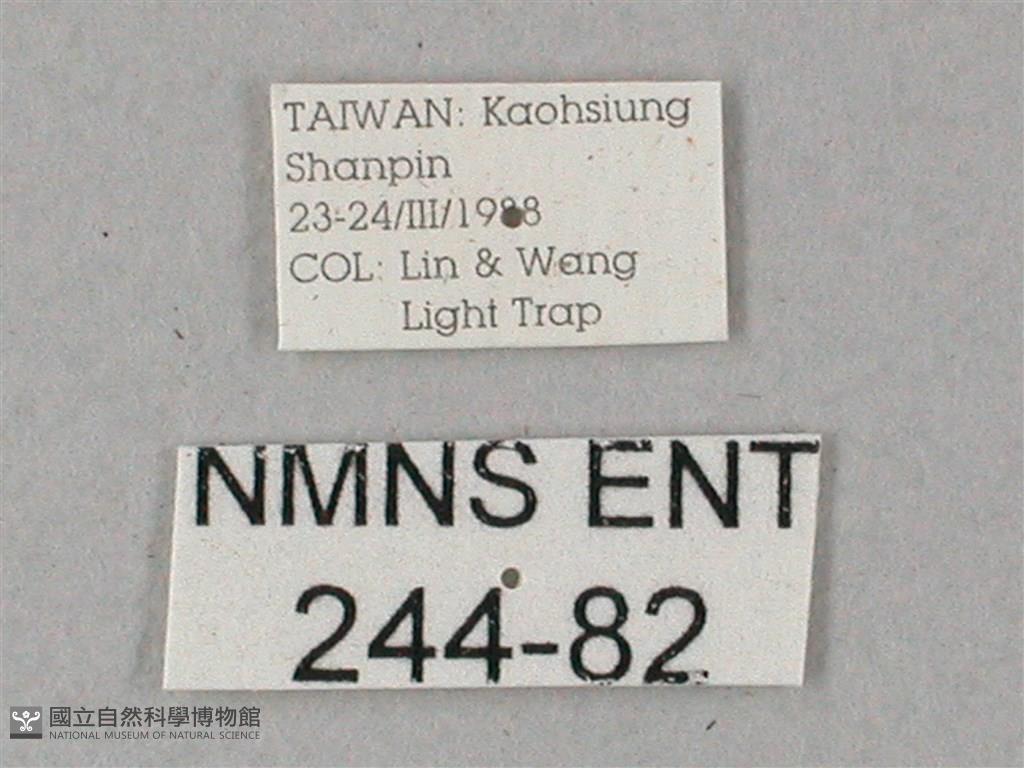 TAIWAN: Kaohsiung
Shanpin
23-24/III/1988
COL: Lin & Wang
Light Trap
NMNS ENT
244-82
國立自然科學博物館
NATIONAL MUSEUM OF NATURAL SCIENCE